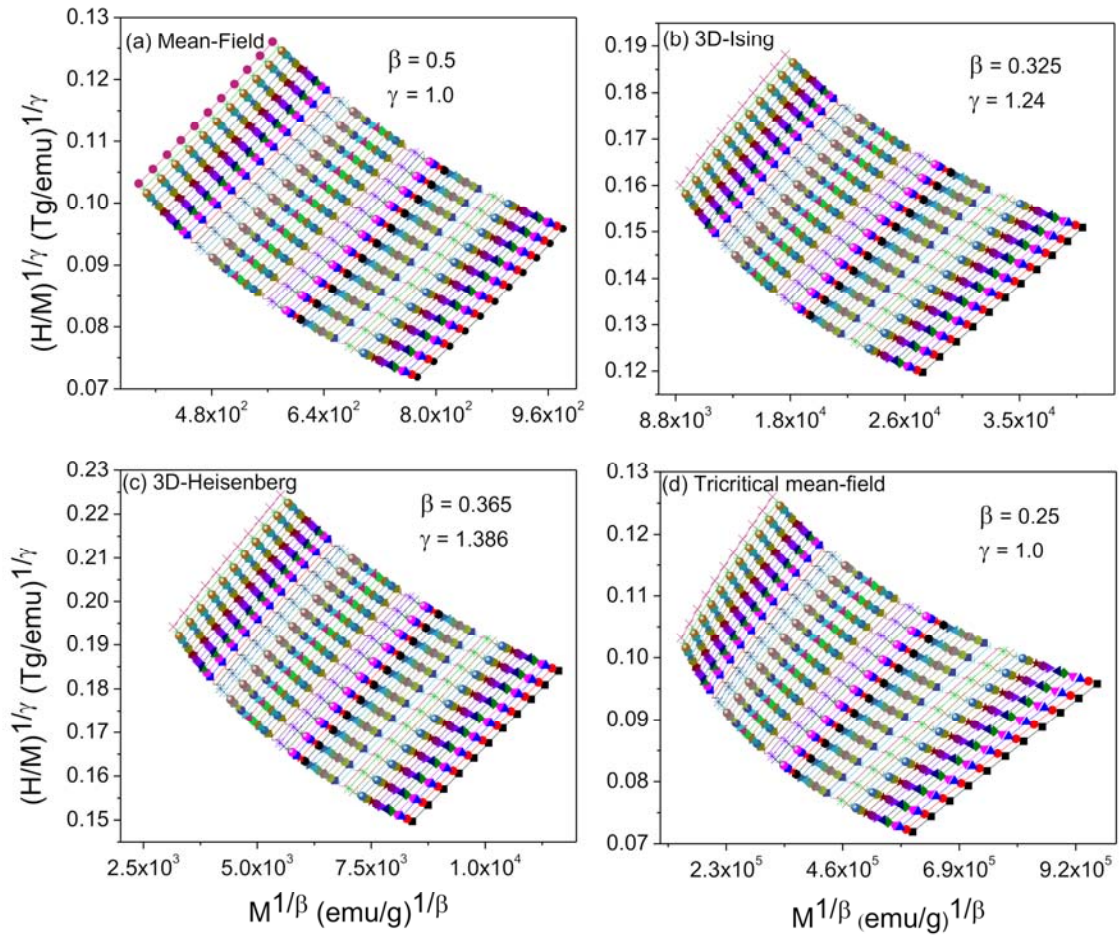 (a) Mean-Field
β = 0.5
γ = 1.0
0.13
0.12
0.11
0.10
0.09
0.08
0.07
(H/M)^1/γ (Tg/emu)^1/γ
4.8x10^2
6.4x10^2
8.0x10^2
9.6x10^2
(b) 3D-Ising
β = 0.325
γ = 1.24
0.19
0.18
0.17
0.16
0.15
0.14
0.13
0.12
8.8x10^3
1.8x10^4
2.6x10^4
3.5x10^4
(c) 3D-Heisenberg
β = 0.365
γ = 1.386
0.23
0.22
0.21
0.20
0.19
0.18
0.17
0.16
0.15
(H/M)^1/γ (Tg/emu)^1/γ
2.5x10^3
5.0x10^3
7.5x10^3
1.0x10^4
M^1/β (emu/g)^1/β
(d) Tricritical mean-field
β = 0.25
γ = 1.0
0.13
0.12
0.11
0.10
0.09
0.08
0.07
2.3x10^5
4.6x10^5
6.9x10^5
9.2x10^5
M^1/β (emu/g)^1/β